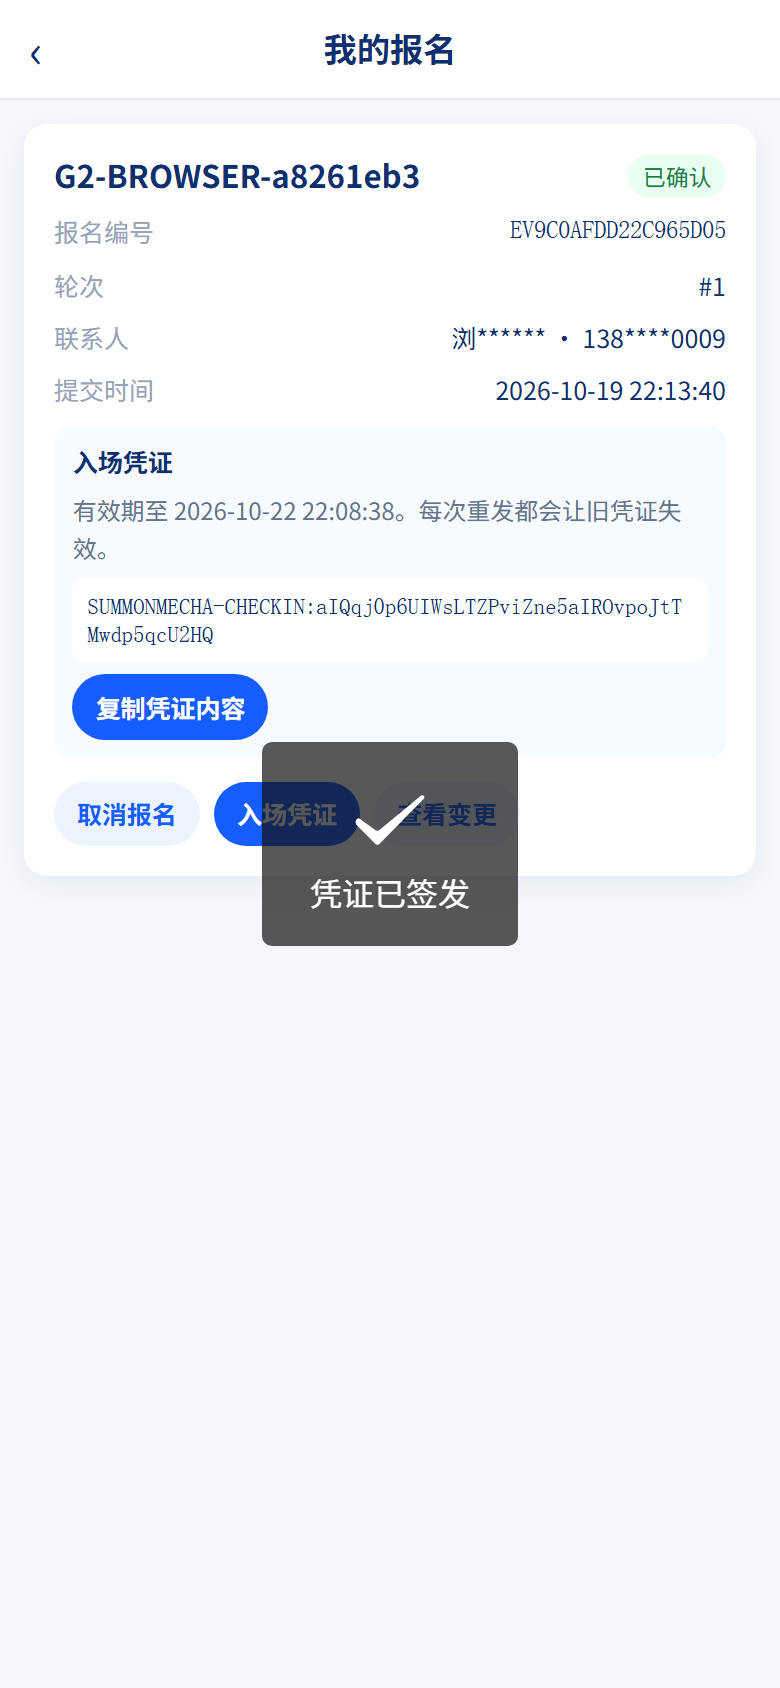 ‹
我的报名
G2-BROWSER-a8261eb3
已确认
报名编号
EV9C0AFDD22C965D05
轮次
#1
联系人
浏****** · 138****0009
提交时间
2026-10-19 22:13:40
入场凭证
有效期至 2026-10-22 22:08:38。每次重发都会让旧凭证失
效。
SUMMONMECHA-CHECKIN:aIQqjOp6UIWsLTZPviZne5aIROvpoJtT
Mwdp5qcU2HQ
复制凭证内容
取消报名
入场凭证
查看变更
凭证已签发